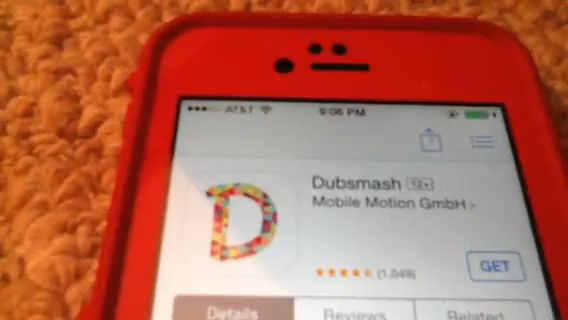 AT&T 9:06 PM
Dubsmash 12+
Mobile Motion GmbH >
D
(1,049)
GET
Details Reviews Related